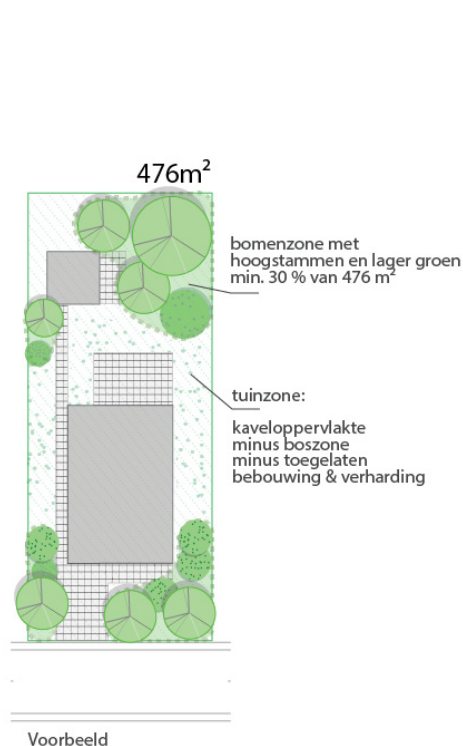 476m²
bomenzone met
hoogstammen en lager groen
min. 30 % van 476 m²
tuinzone:
kaveloppervlakte
minus boszone
minus toegelaten
bebouwing & verharding
Voorbeeld